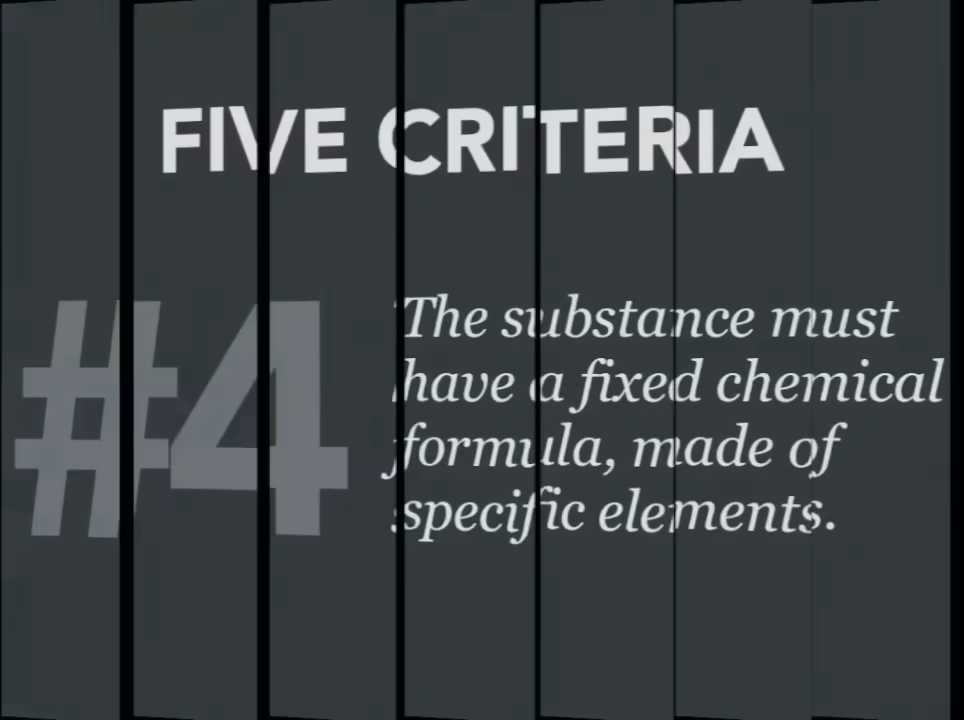 FIVE CRITERIA
#4
The substance must
have a fixed chemical
formula, made of
specific elements.